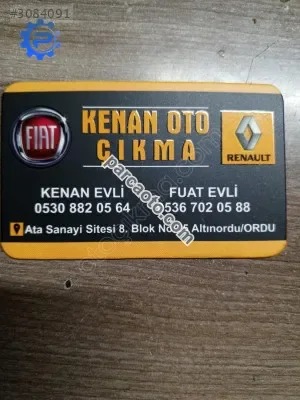 #3084091
KENAN OTO
ÇIKMA
FIAT
RENAULT
KENAN EVLİ FUAT EVLİ
0530 882 05 64 0536 702 05 88
Ata Sanayi Sitesi 8. Blok Altınordu/ORDU
parcaoto.com